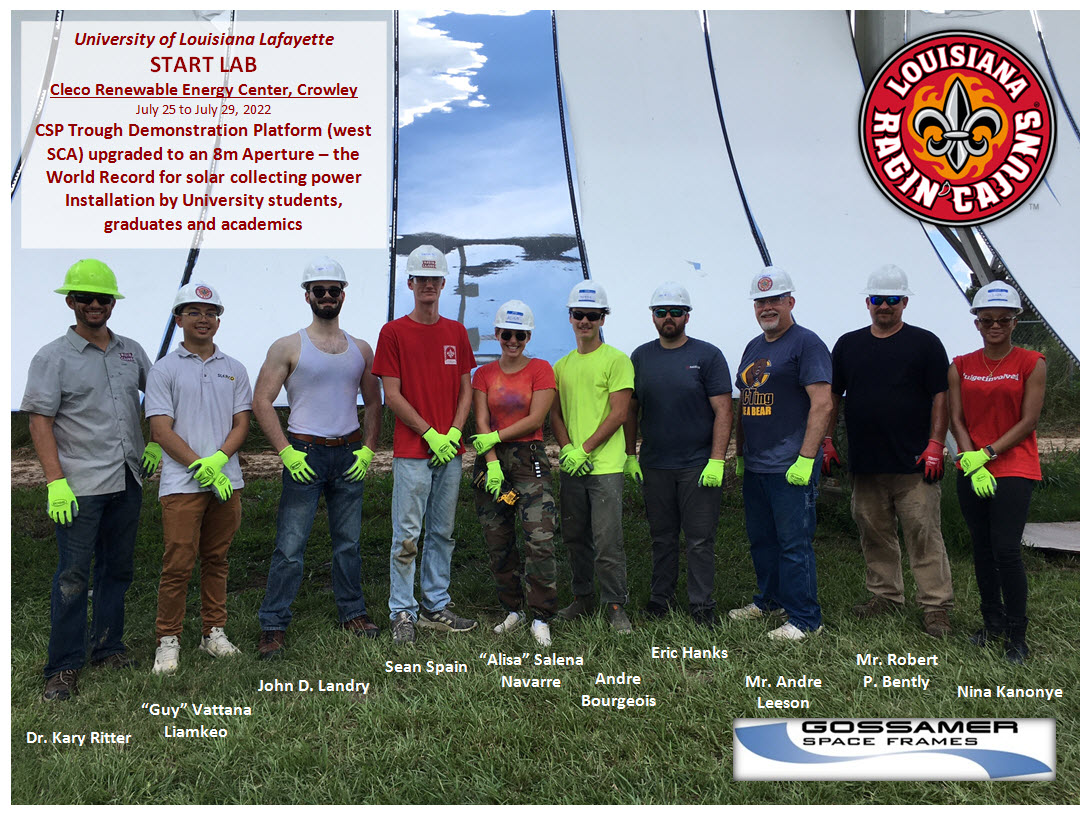 University of Louisiana Lafayette
START LAB
Cleco Renewable Energy Center, Crowley
July 25 to July 29, 2022
CSP Trough Demonstration Platform (west
SCA) upgraded to an 8m Aperture – the
World Record for solar collecting power
Installation by University students,
graduates and academics
LOUISIANA
RAGIN' CAJUNS
®
TM
CTing
A BEAR
Sean Spain
"Alisa" Salena
Navarre
Eric Hanks
Mr. Robert
P. Bently
John D. Landry
Andre
Bourgeois
Mr. Andre
Leeson
Nina Kanonye
"Guy" Vattana
Liamkeo
Dr. Kary Ritter
GOSSAMER
SPACE FRAMES